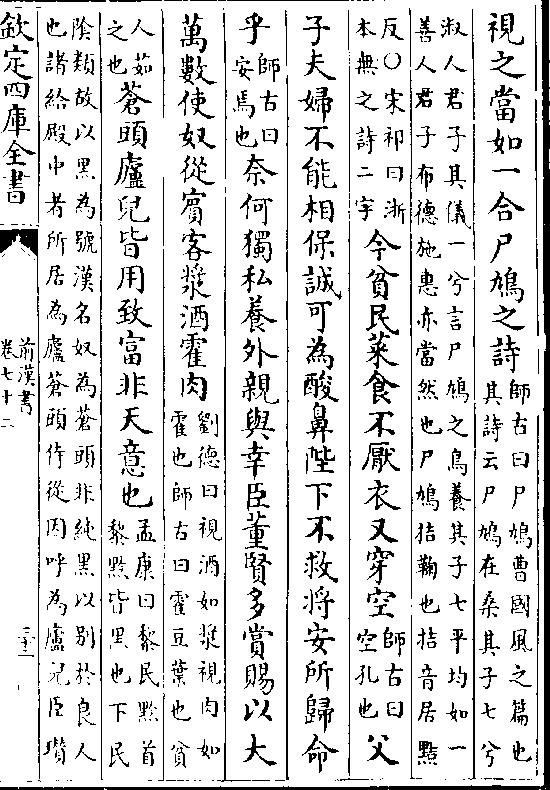 視之當如一合尸鳩之詩師古曰尸鳩曹國風之篇也其詩云尸鳩在桑其子七兮
淑人君子其儀一兮言尸鳩之鳥養其子七平均如一善人君子布德施惠亦當然也尸鳩拮鞠也拮音居黠
反○宋祁曰浙本無之詩二字今貧民菜食不厭衣又穿空師古曰空孔也父
子夫婦不能相保誠可為酸鼻陛下不救將安所歸命
乎師古曰安焉也奈何獨私養外親與幸臣董賢多賞賜以大
萬數使奴從賓客漿酒霍肉劉德曰視酒如漿視肉如霍也師古曰霍豆葉也貧
人茹之也蒼頭廬兒皆用致富非天意也孟康曰黎民黔首黎黔皆黑也下民
陰類故以黑為號漢名奴為蒼頭非純黑以别於良人也諸給殿中者所居為廬蒼頭侍從因呼為廬兒臣瓚
欽定四庫全書
前漢書
卷七十二
三十二